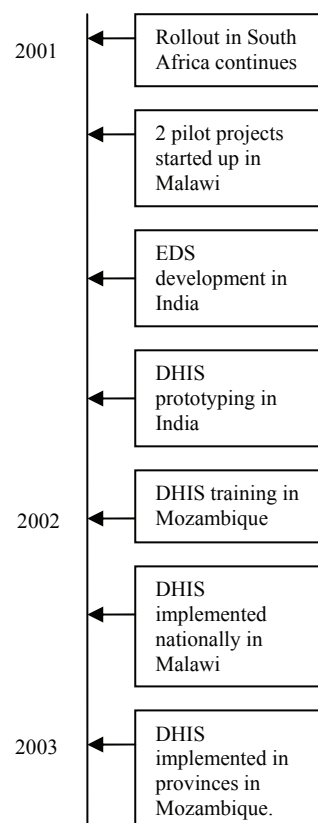 2001
Rollout in South
Africa continues
2 pilot projects
started up in
Malawi
EDS
development in
India
DHIS
prototyping in
India
2002
DHIS training in
Mozambique
DHIS
implemented
nationally in
Malawi
2003
DHIS
implemented in
provinces in
Mozambique.